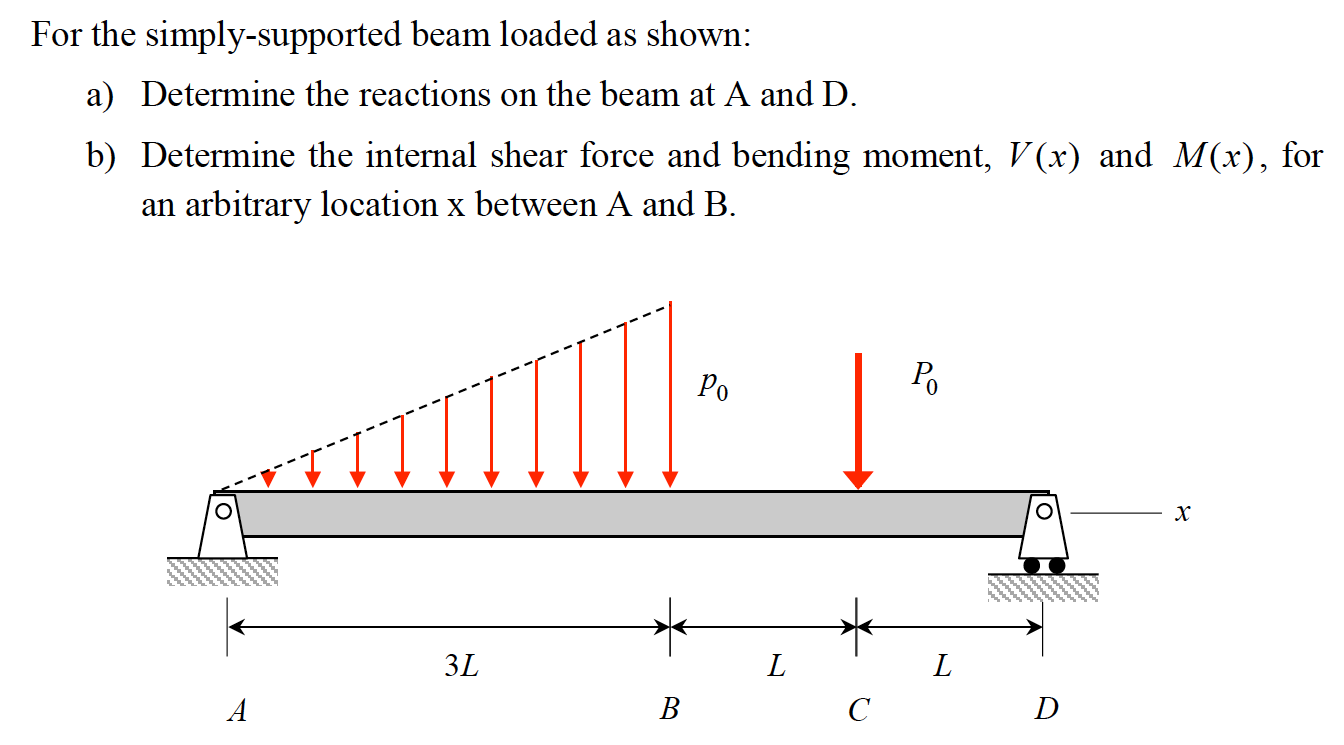 For the simply-supported beam loaded as shown:
a) Determine the reactions on the beam at A and D.
b) Determine the internal shear force and bending moment, V(x) and M(x), for
an arbitrary location x between A and B.
p0
P0
x
3L
L
L
A
B
C
D